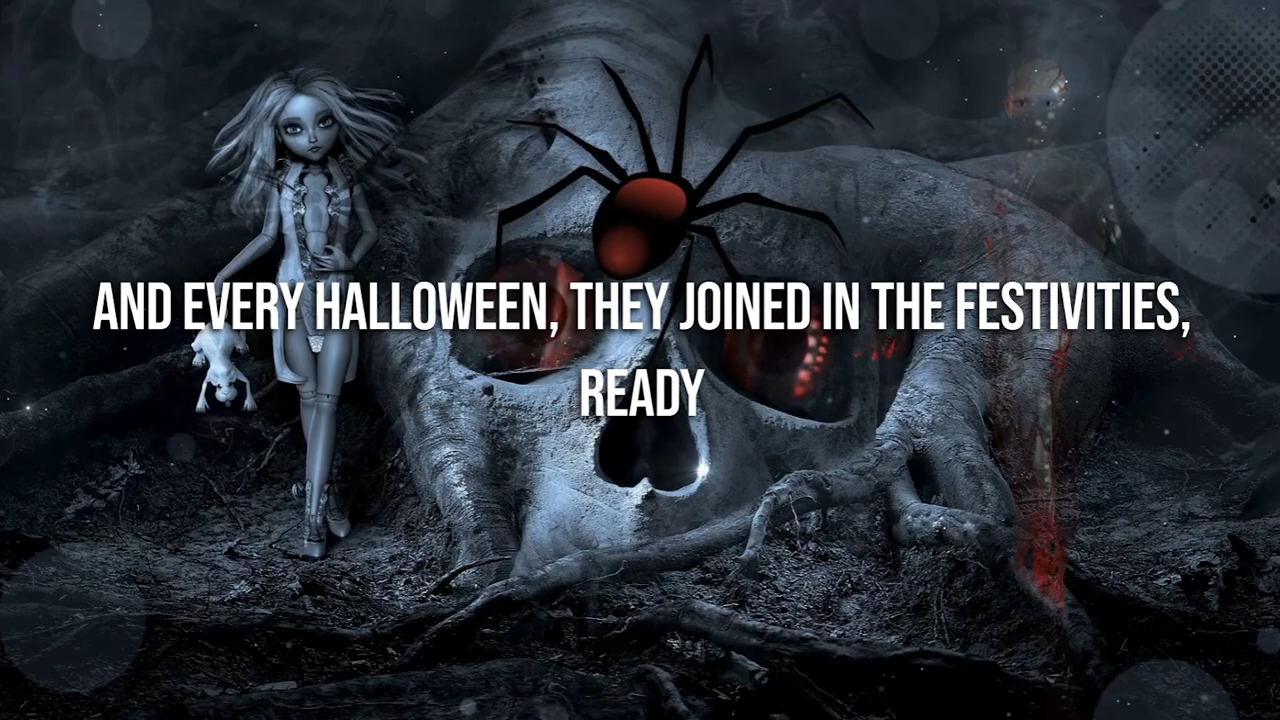 AND EVERY HALLOWEEN, THEY JOINED IN THE FESTIVITIES,
READY